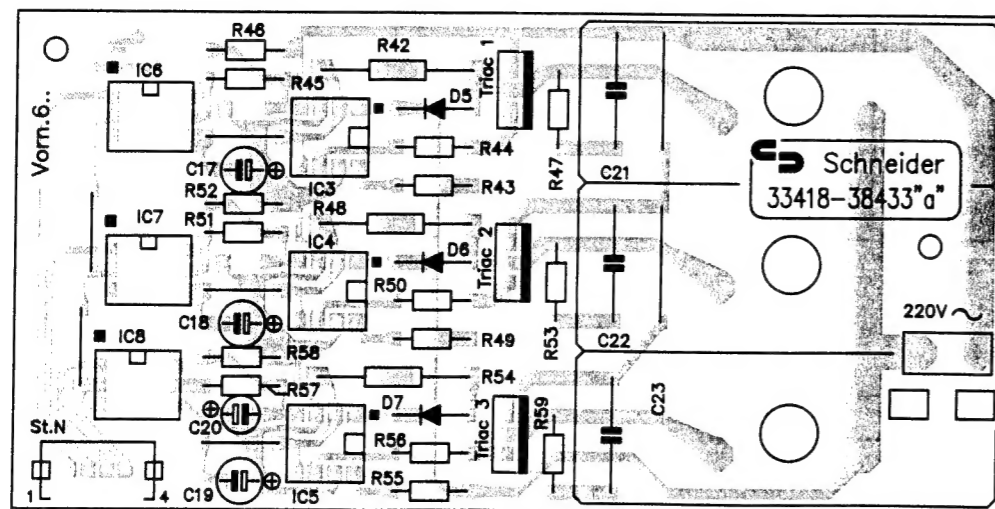 R46
R42
Triac 1
IC6
R45
D5
Vorm.6..
R44
R47
Schneider
C17
IC3
R43
C21
33418-38433"a"
R52
R48
R51
IC7
IC4
D6
Triac 2
R50
C18
R53
220V~
IC8
R58
R49
C22
R57
R54
C23
St.N
C20
D7
Triac 3
R59
R56
1
4
C19
IC5
R55